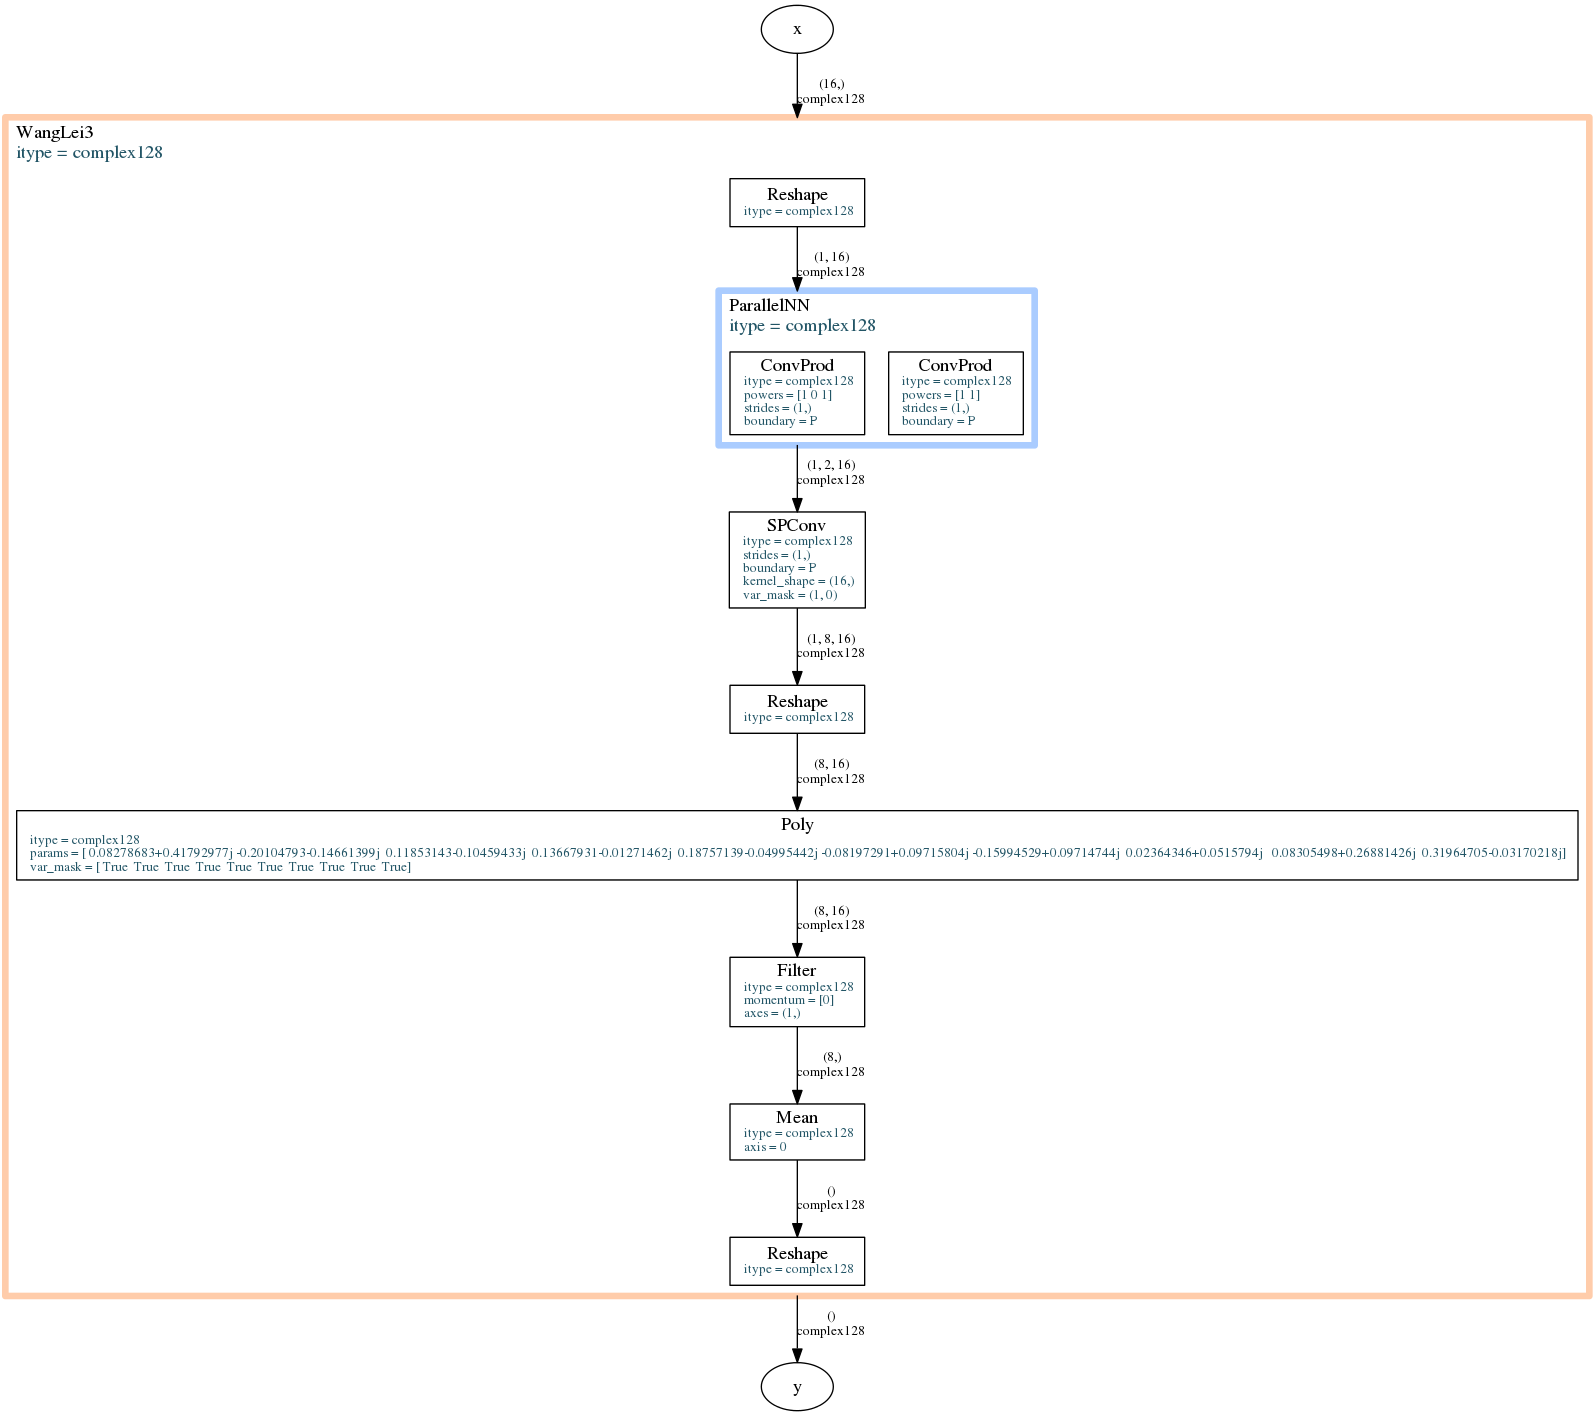 x
(16,)
complex128
WangLei3
itype = complex128
Reshape
itype = complex128
(1, 16)
complex128
ParallelNN
itype = complex128
ConvProd
itype = complex128
powers = [1 0 1]
strides = (1,)
boundary = P
ConvProd
itype = complex128
powers = [1 1]
strides = (1,)
boundary = P
(1, 2, 16)
complex128
SPConv
itype = complex128
strides = (1,)
boundary = P
kernel_shape = (16,)
var_mask = (1, 0)
(1, 8, 16)
complex128
Reshape
itype = complex128
(8, 16)
complex128
Poly
itype = complex128
params = [ 0.08278683+0.41792977j -0.20104793-0.14661399j 0.11853143-0.10459433j 0.13667931-0.01271462j 0.18757139-0.04995442j -0.08197291+0.09715804j -0.15994529+0.09714744j 0.02364346+0.0515794j 0.08305498+0.26881426j 0.31964705-0.03170218j]
var_mask = [ True True True True True True True True True True]
(8, 16)
complex128
Filter
itype = complex128
momentum = [0]
axes = (1,)
(8,)
complex128
Mean
itype = complex128
axis = 0
()
complex128
Reshape
itype = complex128
()
complex128
y